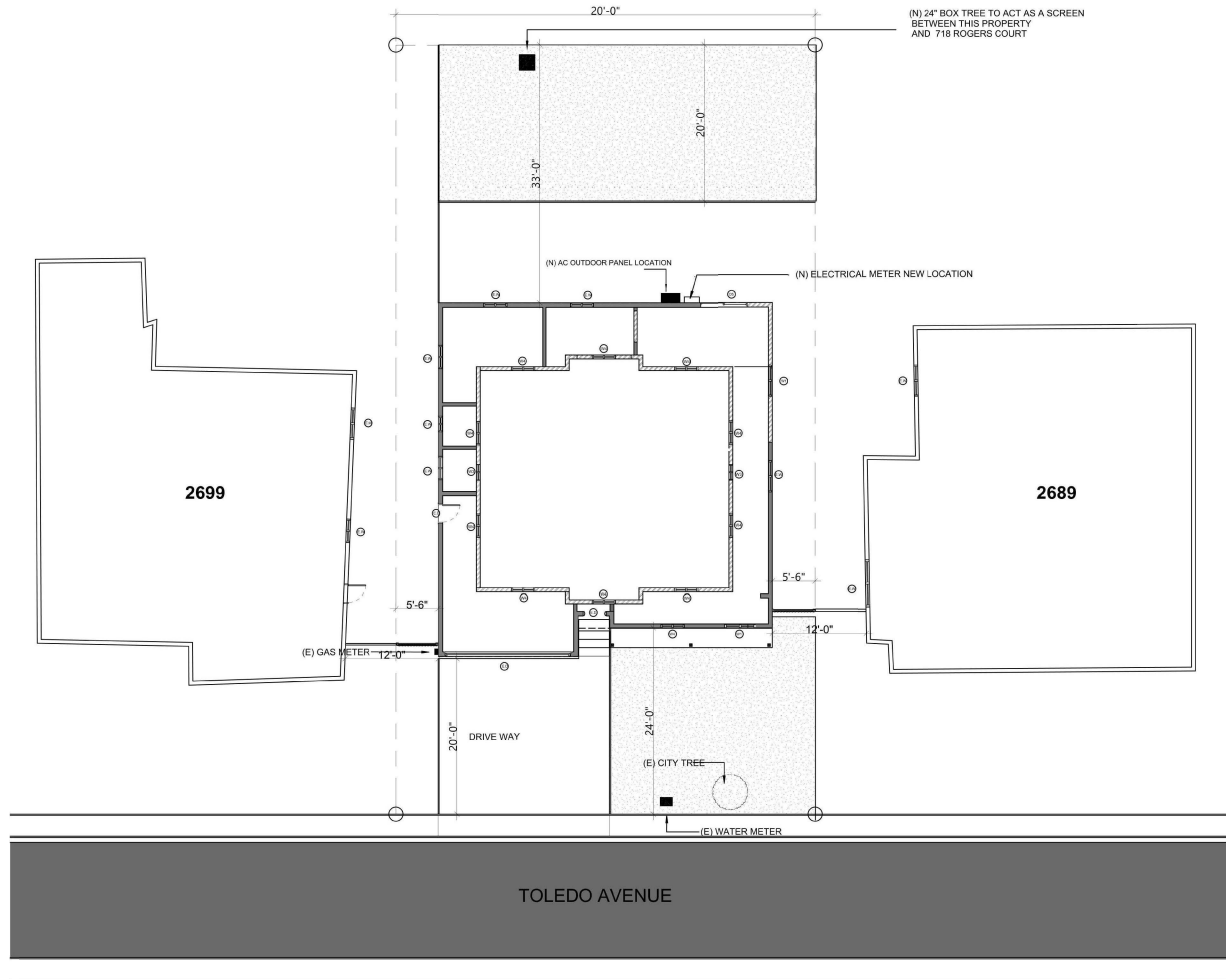 20'-0"
(N) 24" BOX TREE TO ACT AS A SCREEN
BETWEEN THIS PROPERTY
AND 718 ROGERS COURT
20'-0"
33'-0"
(N) AC OUTDOOR PANEL LOCATION
(N) ELECTRICAL METER NEW LOCATION
2699
2689
5'-6"
5'-6"
12'-0"
(E) GAS METER
12'-0"
20'-0"
DRIVE WAY
24'-0"
(E) CITY TREE
(E) WATER METER
TOLEDO AVENUE